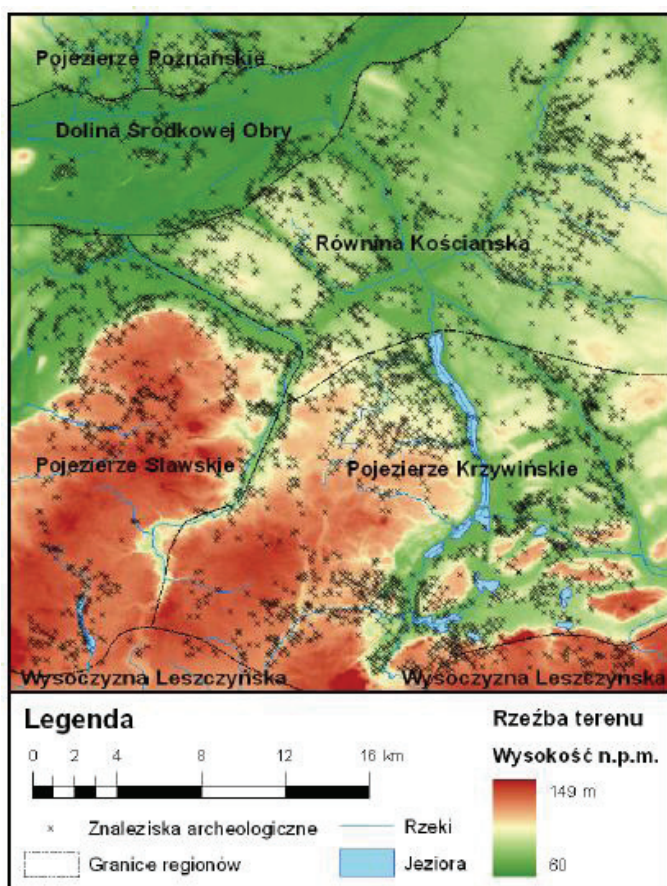 Pojezierze Poznańskie
Dolina Środkowej Obry
Równina Kościańska
Pojezierze Sławskie
Pojezierze Krzywińskie
Wysoczyzna Leszczyńska
Wysoczyzna Leszczyńska
Legenda
0 2 4 8 12 16 km
Znaleziska archeologiczne
Granice regionów
Rzeki
Jeziora
Rzeźba terenu
Wysokość n.p.m.
149 m
60